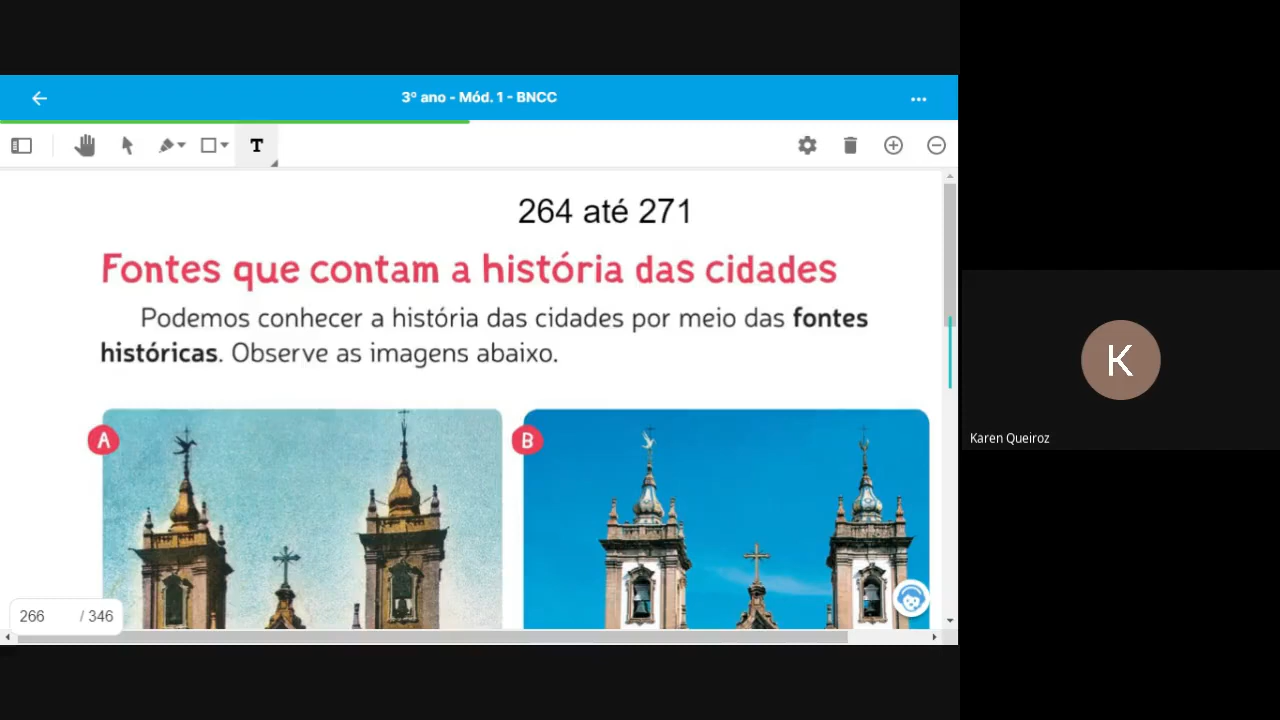 3º ano - Mód. 1 - BNCC
T
264 até 271
Fontes que contam a história das cidades
Podemos conhecer a história das cidades por meio das fontes
históricas. Observe as imagens abaixo.
A
B
266 / 346
K
Karen Queiroz